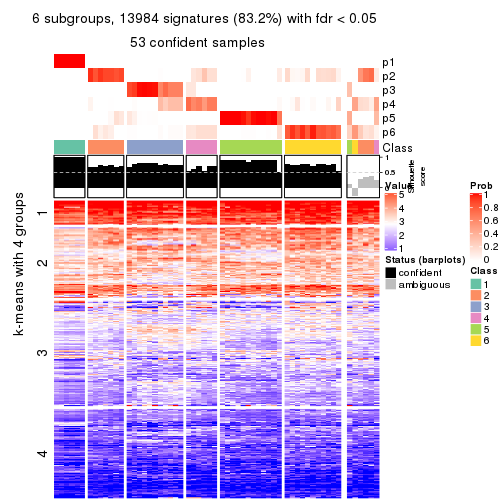 6 subgroups, 13984 signatures (83.2%) with fdr < 0.05
53 confident samples
p1
p2
p3
p4
p5
p6
Class
1
0.5
0
Silhouette
score
k-means with 4 groups
1
2
3
4
Value
5
4
3
2
1
Status (barplots)
confident
ambiguous
Prob
1
0.8
0.6
0.4
0.2
0
Class
1
2
3
4
5
6